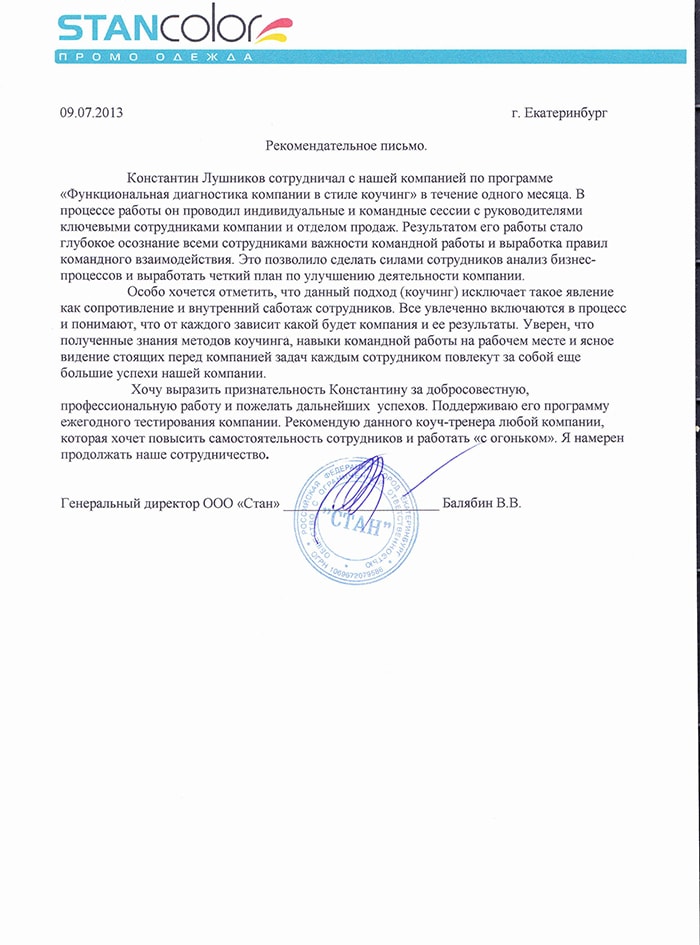 STANcolor
ПРОМО ОДЕЖДА
09.07.2013 г. Екатеринбург
Рекомендательное письмо.
Константин Лушников сотрудничал с нашей компанией по программе
«Функциональная диагностика компании в стиле коучинг» в течение одного месяца. В
процессе работы он проводил индивидуальные и командные сессии с руководителями
ключевыми сотрудниками компании и отделом продаж. Результатом его работы стало
глубокое осознание всеми сотрудниками важности командной работы и выработка правил
командного взаимодействия. Это позволило сделать силами сотрудников анализ бизнес-
процессов и выработать четкий план по улучшению деятельности компании.
Особо хочется отметить, что данный подход (коучинг) исключает такое явление
как сопротивление и внутренний саботаж сотрудников. Все увлеченно включаются в процесс
и понимают, что от каждого зависит какой будет компания и ее результаты. Уверен, что
полученные знания методов коучинга, навыки командной работы на рабочем месте и ясное
видение стоящих перед компанией задач каждым сотрудником повлекут за собой еще
большие успехи нашей компании.
Хочу выразить признательность Константину за добросовестную,
профессиональную работу и пожелать дальнейших успехов. Поддерживаю его программу
ежегодного тестирования компании. Рекомендую данного коуч-тренера любой компании,
которая хочет повысить самостоятельность сотрудников и работать «с огоньком». Я намерен
продолжать наше сотрудничество.
Генеральный директор ООО «Стан» Балябин В.В.
РОССИЙСКАЯ ФЕДЕРАЦИЯ ГОРОД ЕКАТЕРИНБУРГ
ОТВЕТСТВЕННОСТЬЮ
"СТАН"
ОГРН 1069672079586